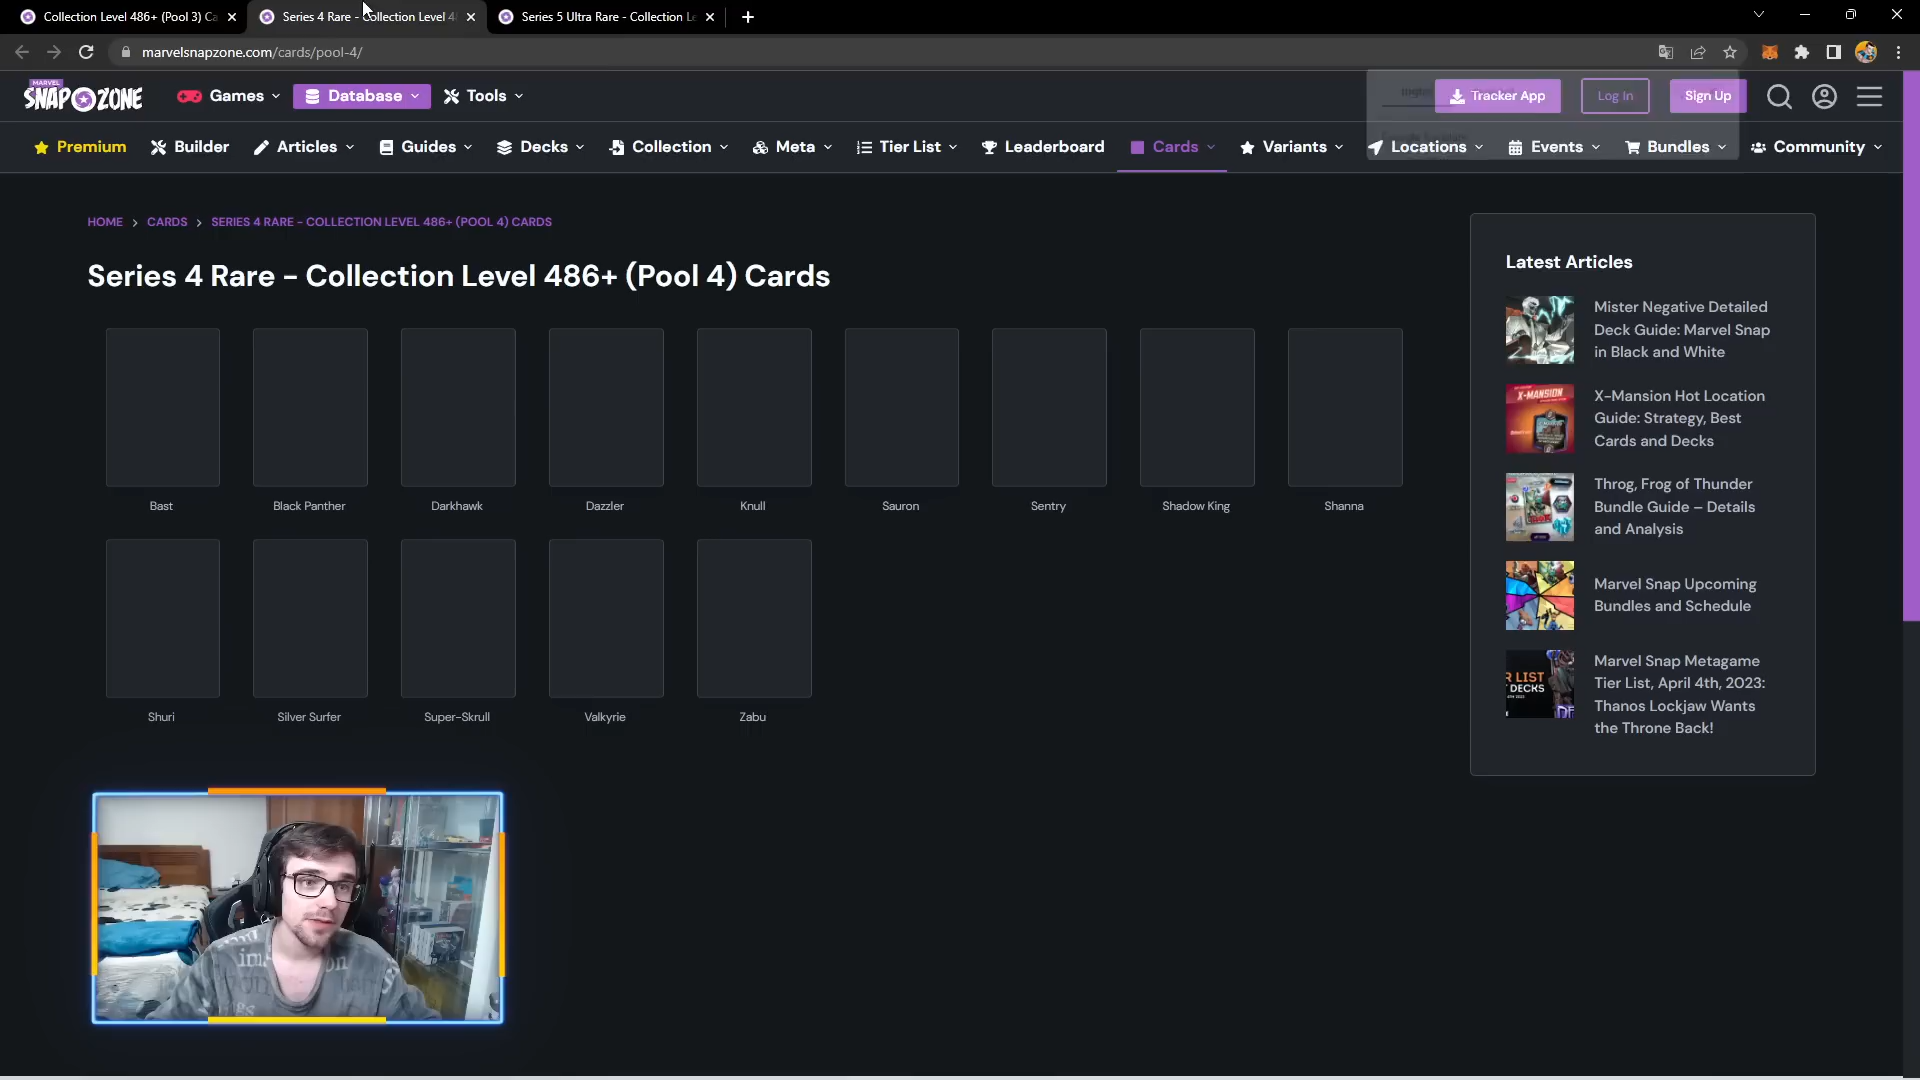 Collection Level 486+ (Pool 3) Ca
Series 4 Rare - Collection Level 4
Series 5 Ultra Rare - Collection Le
marvelsnapzone.com/cards/pool-4/
MARVEL
SNAP ZONE
Games
Database
Tools
Tracker App
Log In
Sign Up
Premium
Builder
Articles
Guides
Decks
Collection
Meta
Tier List
Leaderboard
Cards
Variants
Locations
Events
Bundles
Community
HOME > CARDS > SERIES 4 RARE – COLLECTION LEVEL 486+ (POOL 4) CARDS
Series 4 Rare – Collection Level 486+ (Pool 4) Cards
Bast
Black Panther
Darkhawk
Dazzler
Knull
Sauron
Sentry
Shadow King
Shanna
Shuri
Silver Surfer
Super-Skrull
Valkyrie
Zabu
Latest Articles
Mister Negative Detailed
Deck Guide: Marvel Snap
in Black and White
X-MANSION
X-Mansion Hot Location
Guide: Strategy, Best
Cards and Decks
Throg, Frog of Thunder
Bundle Guide – Details
and Analysis
Marvel Snap Upcoming
Bundles and Schedule
R LIST
DECKS
Marvel Snap Metagame
Tier List, April 4th, 2023:
Thanos Lockjaw Wants
the Throne Back!